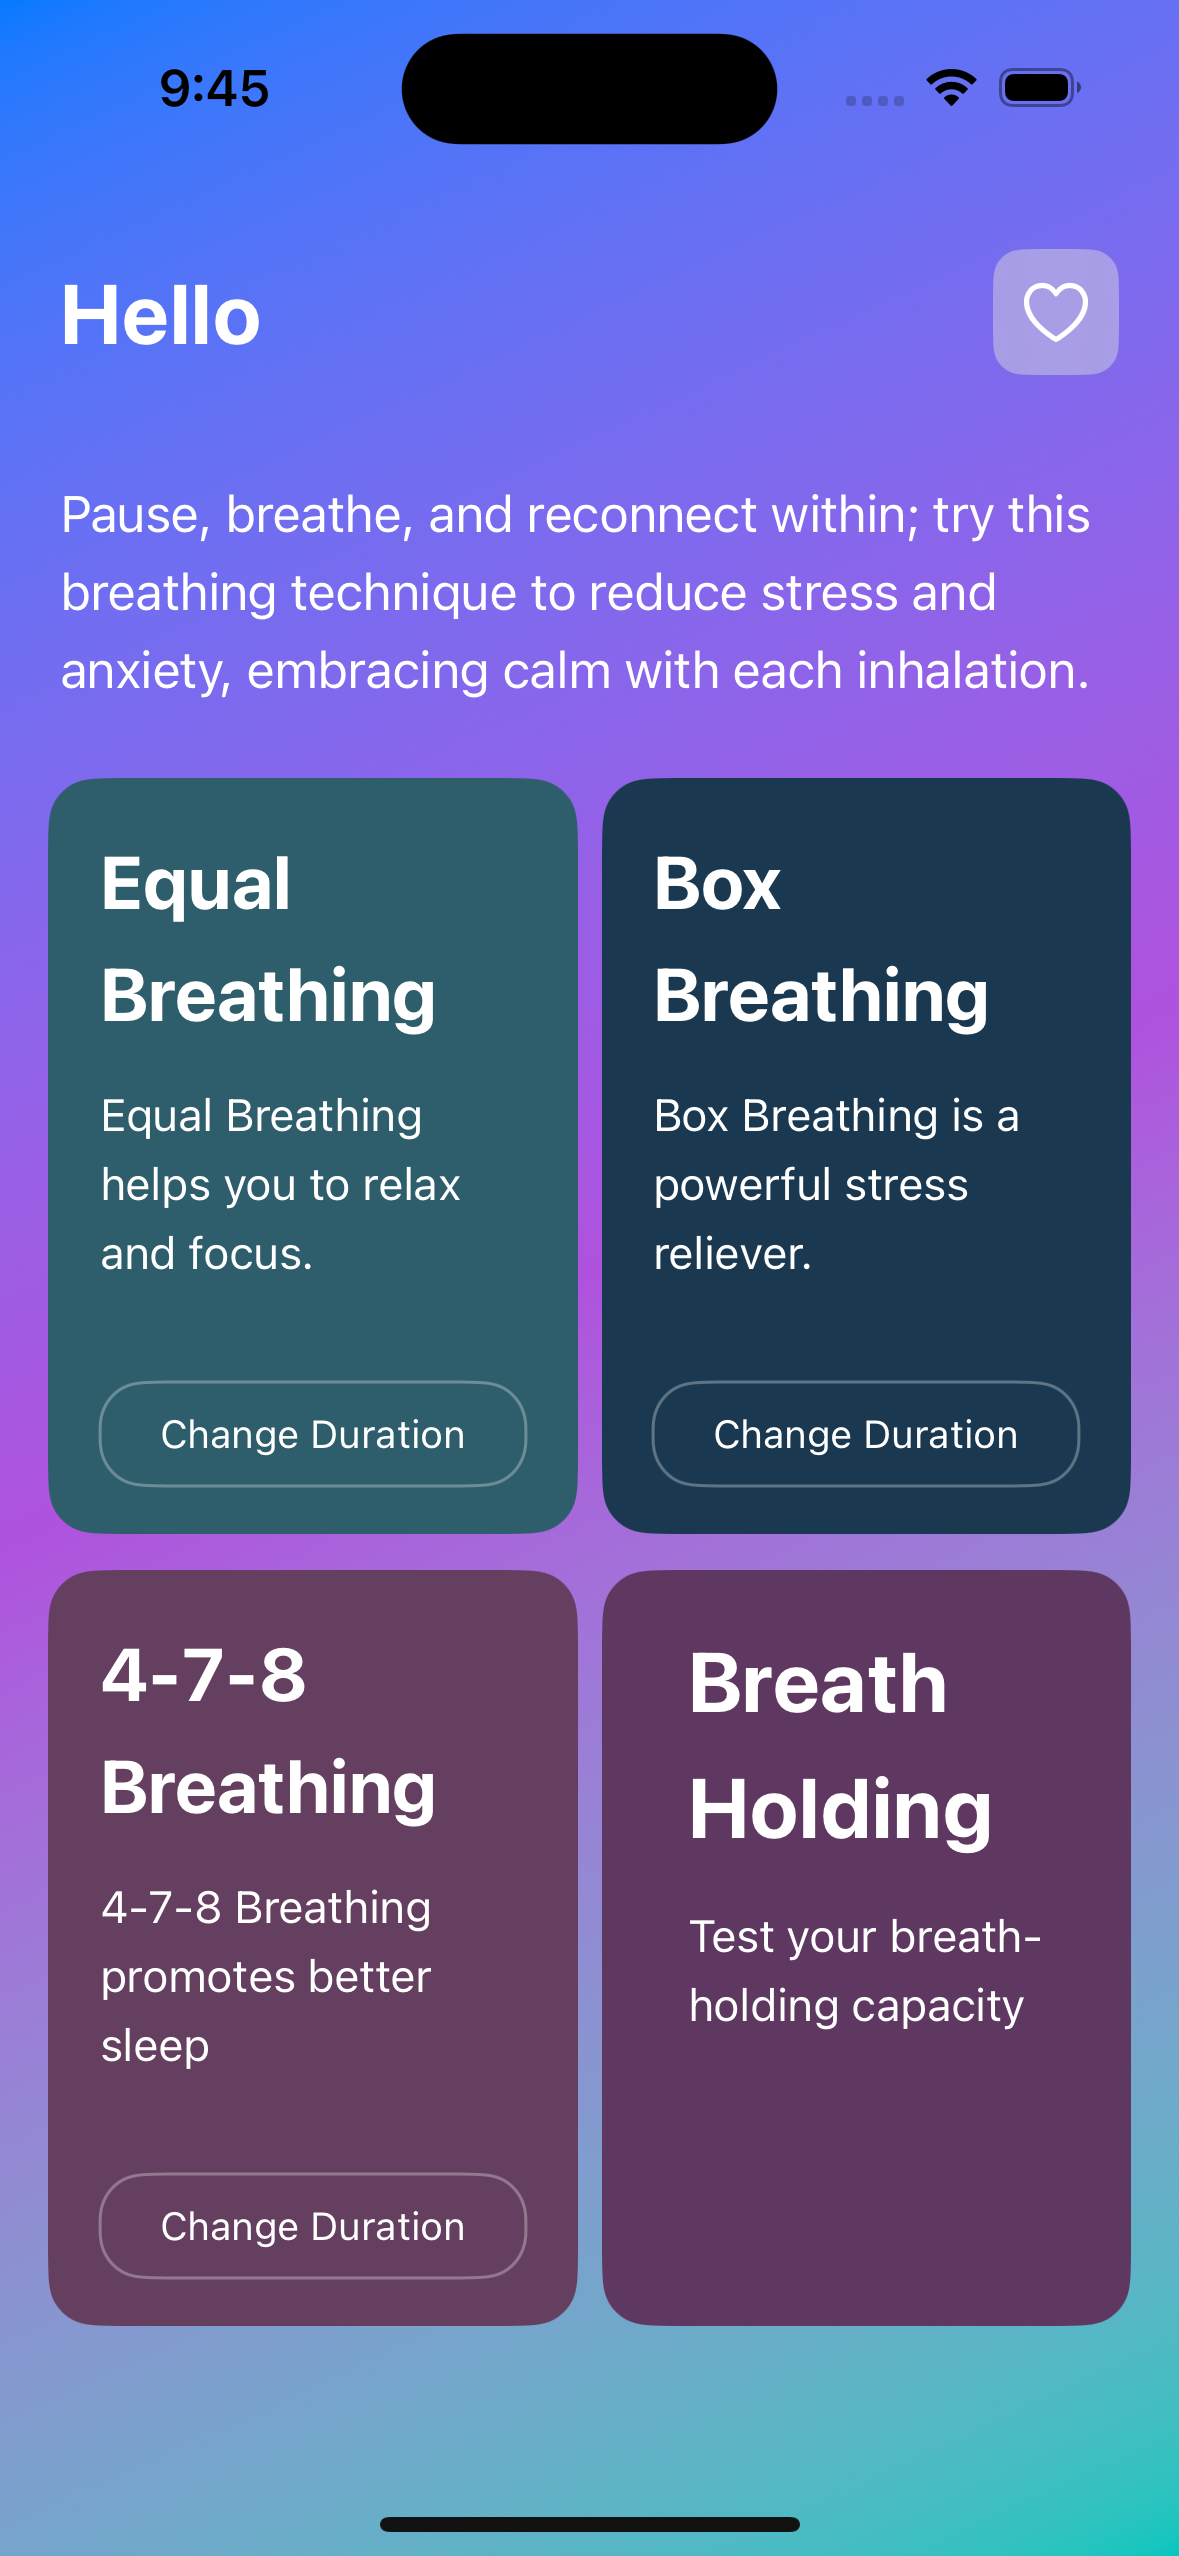 9:45
Hello
Pause, breathe, and reconnect within; try this
breathing technique to reduce stress and
anxiety, embracing calm with each inhalation.
Equal
Breathing
Equal Breathing
helps you to relax
and focus.
Change Duration
Box
Breathing
Box Breathing is a
powerful stress
reliever.
Change Duration
4-7-8
Breathing
4-7-8 Breathing
promotes better
sleep
Change Duration
Breath
Holding
Test your breath-
holding capacity